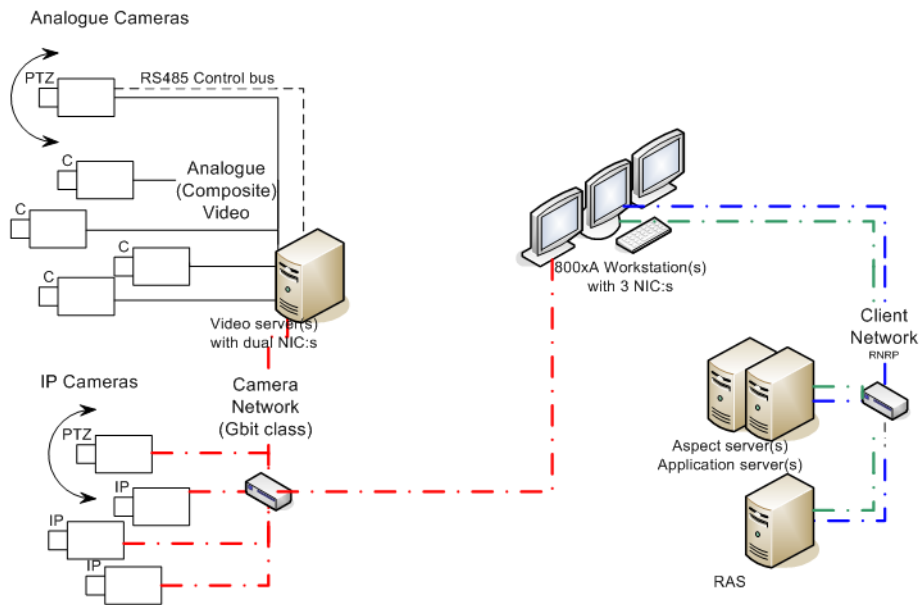 Analogue Cameras
PTZ
RS485 Control bus
C
Analogue
(Composite)
Video
C
C
C
Video server(s)
with dual NIC:s
800xA Workstation(s)
with 3 NIC:s
Client
Network
RNRP
IP Cameras
Camera
Network
(Gbit class)
PTZ
IP
IP
IP
Aspect server(s)
Application server(s)
RAS